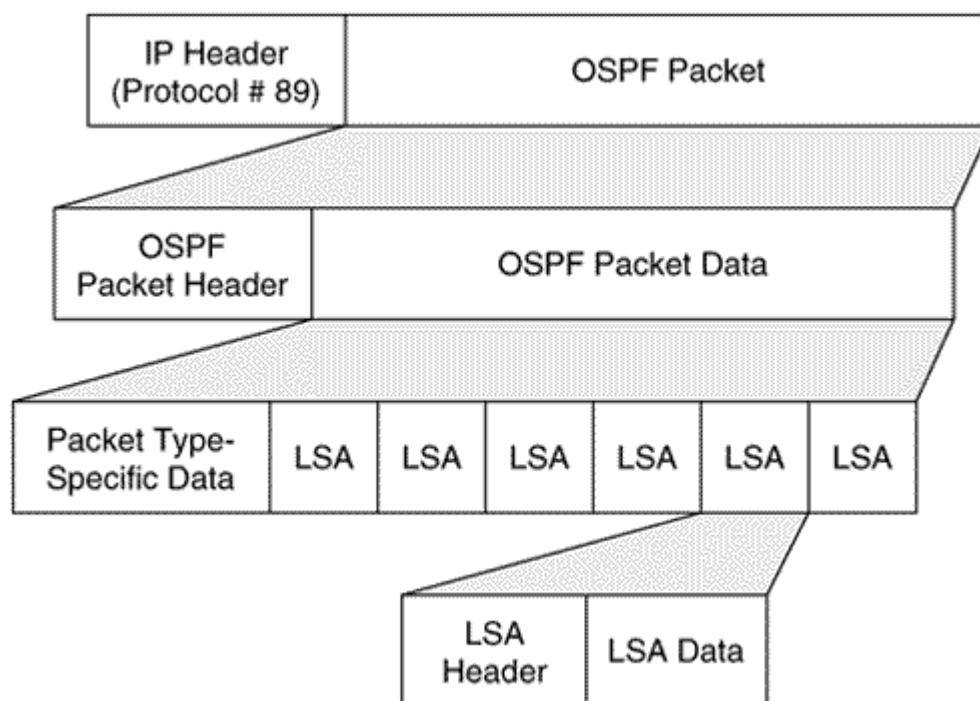 IP Header
(Protocol # 89)
OSPF Packet
OSPF
Packet Header
OSPF Packet Data
Packet Type-
Specific Data
LSA
LSA
LSA
LSA
LSA
LSA
LSA
Header
LSA Data